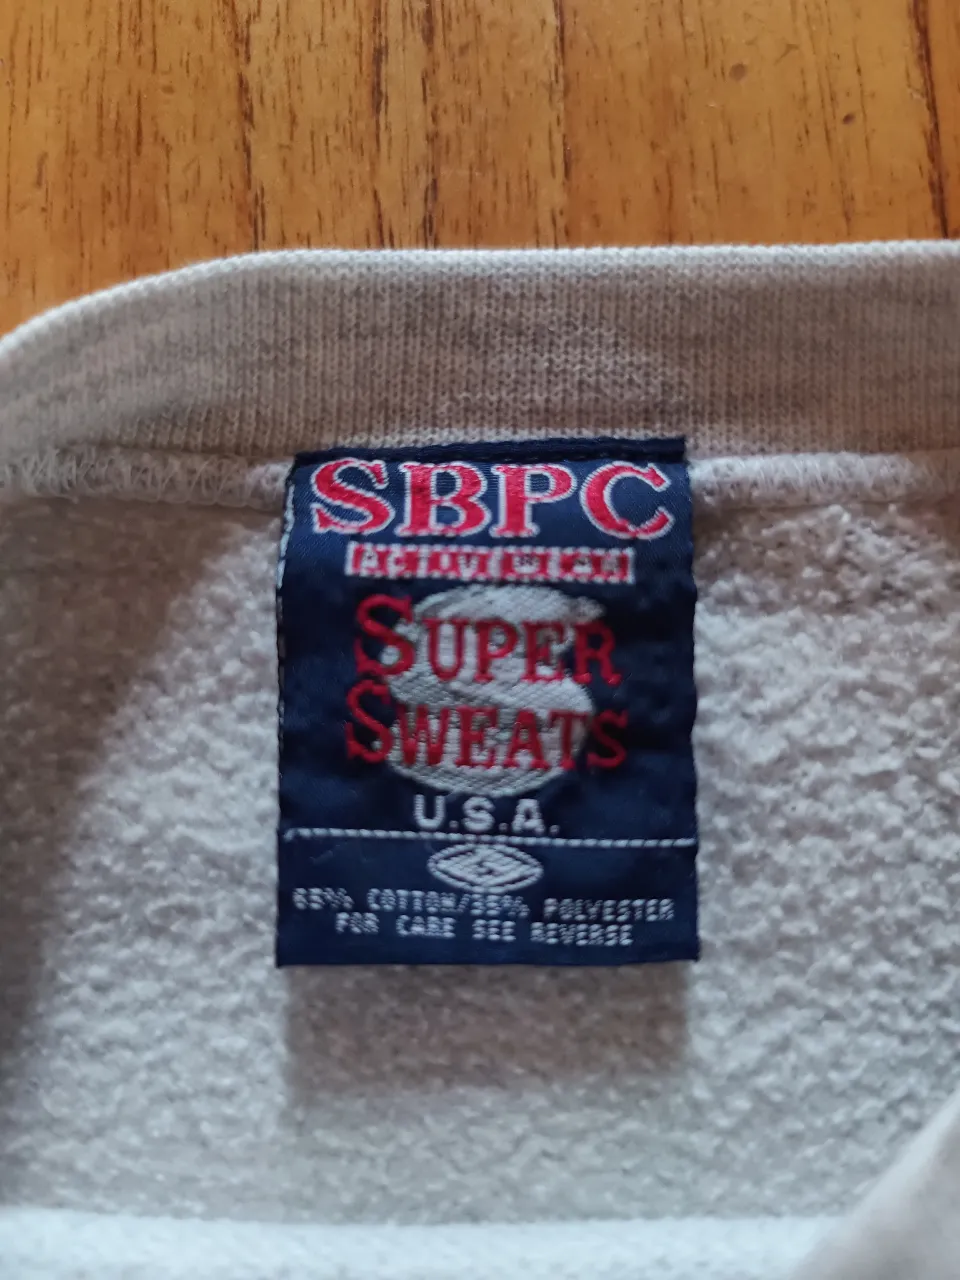 SBPC
ACTIVEWEAR
SUPER
SWEATS
U.S.A.
65% COTTON/35% POLYESTER
FOR CARE SEE REVERSE